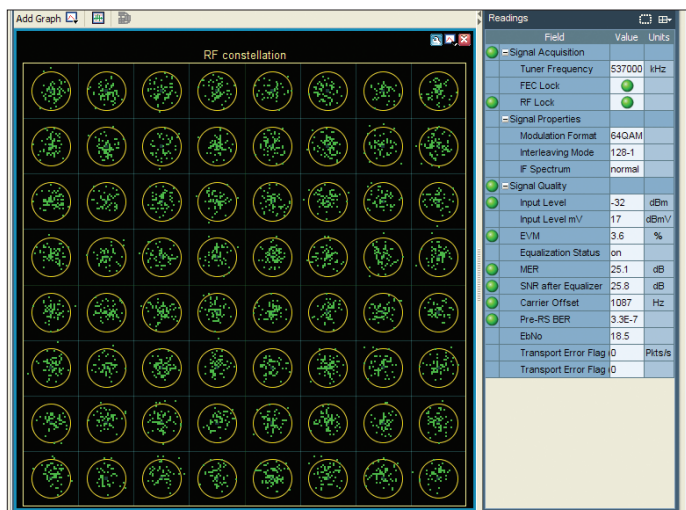 Add Graph
RF constellation
Readings
Field Value Units
Signal Acquisition
Tuner Frequency 537000 kHz
FEC Lock
RF Lock
Signal Properties
Modulation Format 64QAM
Interleaving Mode 128-1
IF Spectrum normal
Signal Quality
Input Level -32 dBm
Input Level mV 17 dBmV
EVM 3.6 %
Equalization Status on
MER 25.1 dB
SNR after Equalizer 25.8 dB
Carrier Offset 1087 Hz
Pre-RS BER 3.3E-7
EbNo 18.5
Transport Error Flag 0 Pkts/s
Transport Error Flag 0